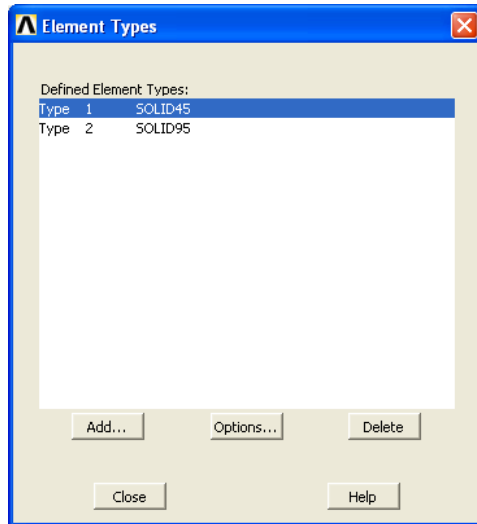 Element Types
Defined Element Types:
Type 1 SOLID45
Type 2 SOLID95
Add... Options... Delete
Close Help